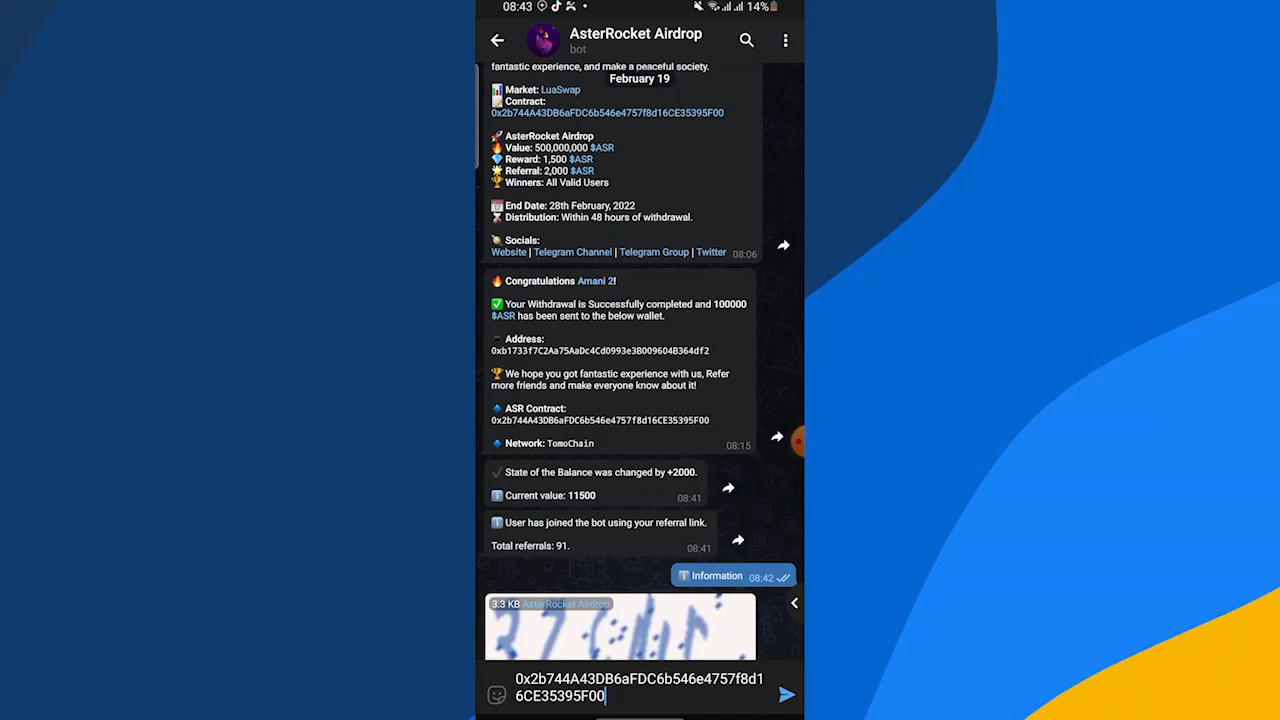 08:43
14%
AsterRocket Airdrop
bot
fantastic experience, and make a peaceful society.
February 19
Market: LuaSwap
Contract:
0x2b744A43DB6aFDC6b546e4757f8d16CE35395F00
AsterRocket Airdrop
Value: 500,000,000 $ASR
Reward: 1,500 $ASR
Referral: 2,000 $ASR
Winners: All Valid Users
End Date: 28th February, 2022
Distribution: Within 48 hours of withdrawal.
Socials:
Website | Telegram Channel | Telegram Group | Twitter 08:06
Congratulations Amani 2!
Your Withdrawal is Successfully completed and 100000
$ASR has been sent to the below wallet.
Address:
0xb1733f7C2Aa75AaDc4Cd0993e3B009604B364df2
We hope you got fantastic experience with us, Refer
more friends and make everyone know about it!
ASR Contract:
0x2b744A43DB6aFDC6b546e4757f8d16CE35395F00
Network: TomoChain 08:15
State of the Balance was changed by +2000.
Current value: 11500 08:41
User has joined the bot using your referral link.
Total referrals: 91. 08:41
Information 08:42
3.3 KB AsterRocket Airdrop
0x2b744A43DB6aFDC6b546e4757f8d1
6CE35395F00